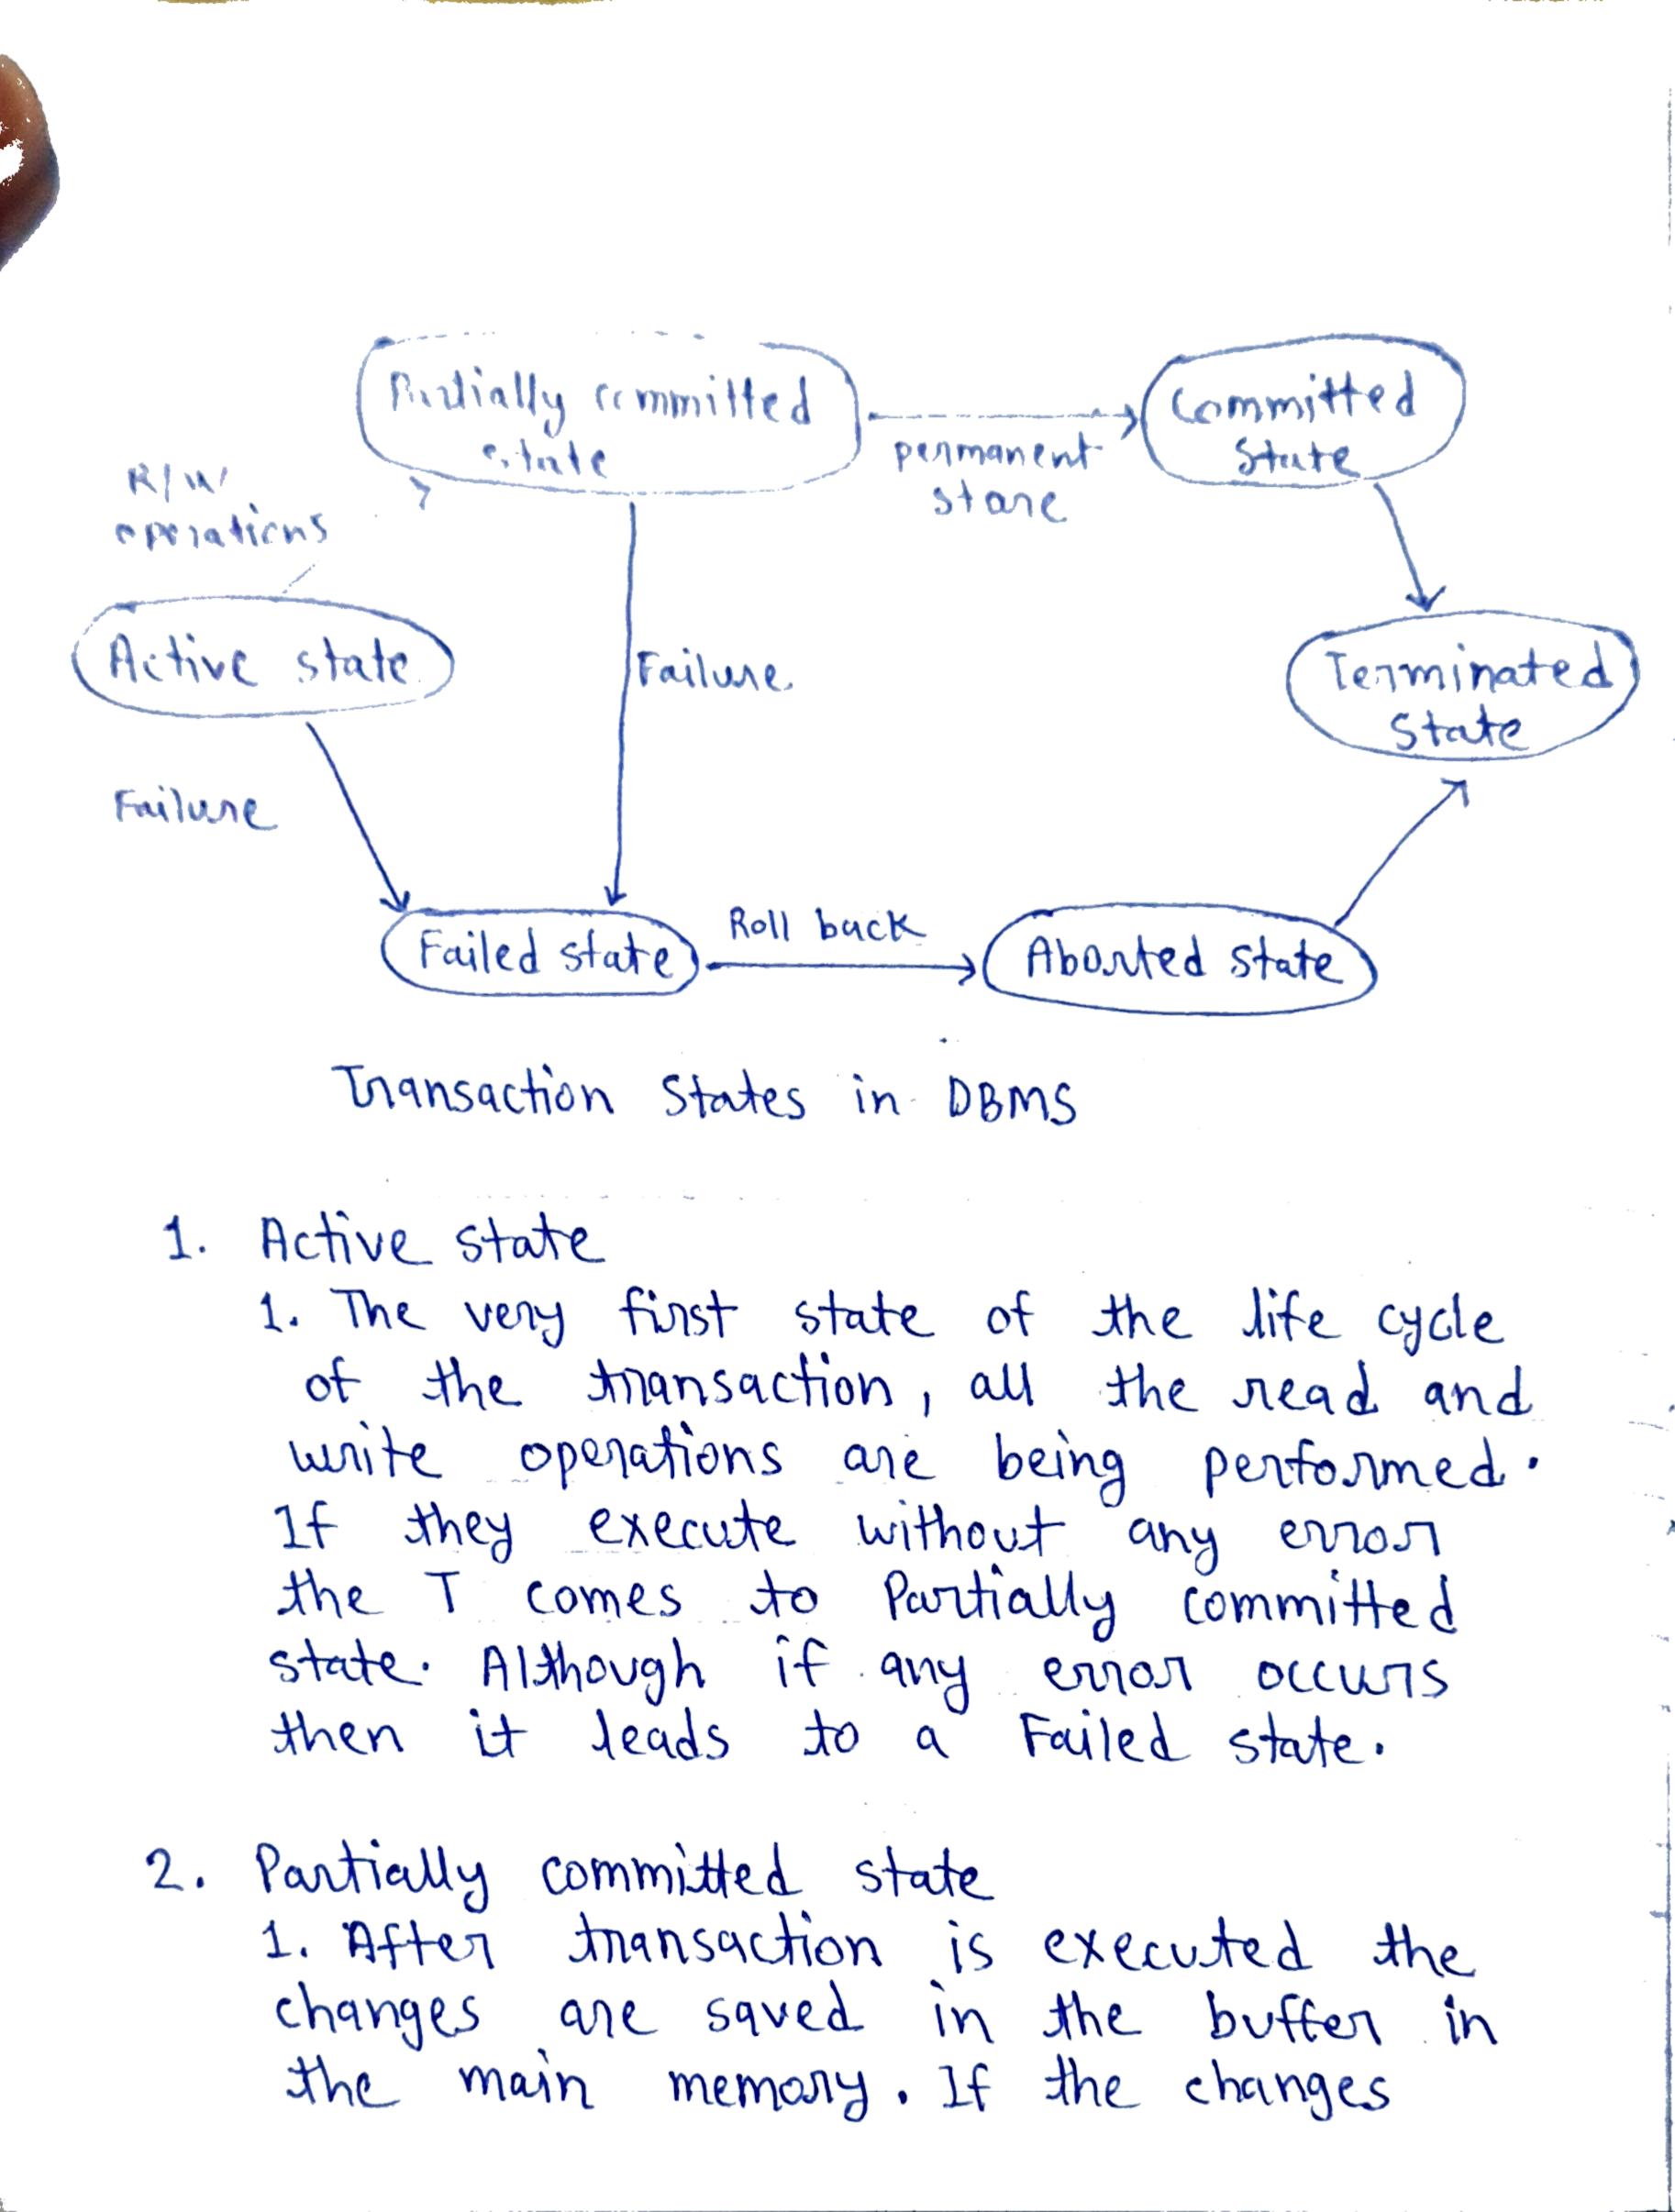 Partially committed
state
Committed
State
permanent
store
R/W
operations
Active state
Failure
Terminated
State
Failure
Failed state
Roll back
Aborted state
Transaction States in DBMS
1. Active state
1. The very first state of the life cycle
of the transaction, all the read and
write operations are being performed.
If they execute without any error
the T comes to Partially committed
state. Although if any error occurs
then it leads to a Failed state.
2. Partially committed state
1. After transaction is executed the
changes are saved in the buffer in
the main memory. If the changes